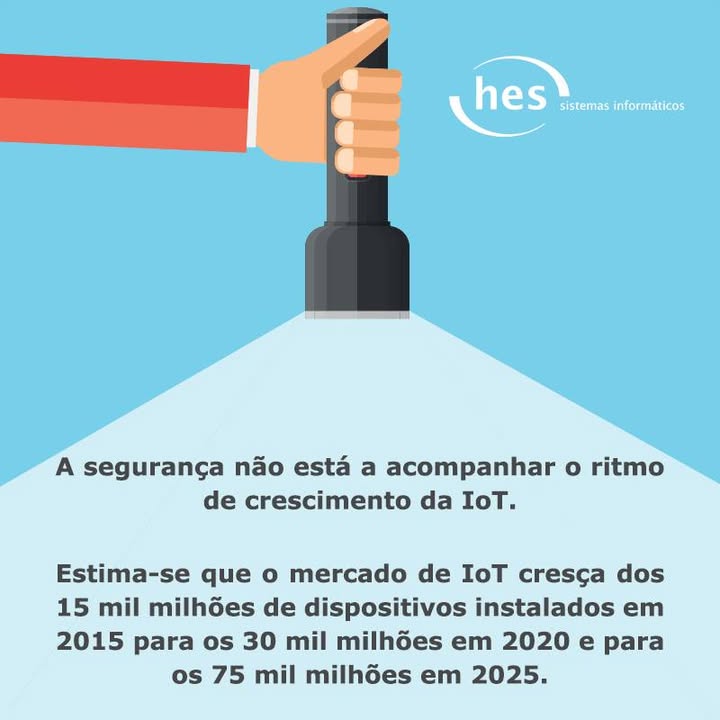 hes
sistemas informáticos
A segurança não está a acompanhar o ritmo
de crescimento da IoT.
Estima-se que o mercado de IoT cresça dos
15 mil milhões de dispositivos instalados em
2015 para os 30 mil milhões em 2020 e para
os 75 mil milhões em 2025.